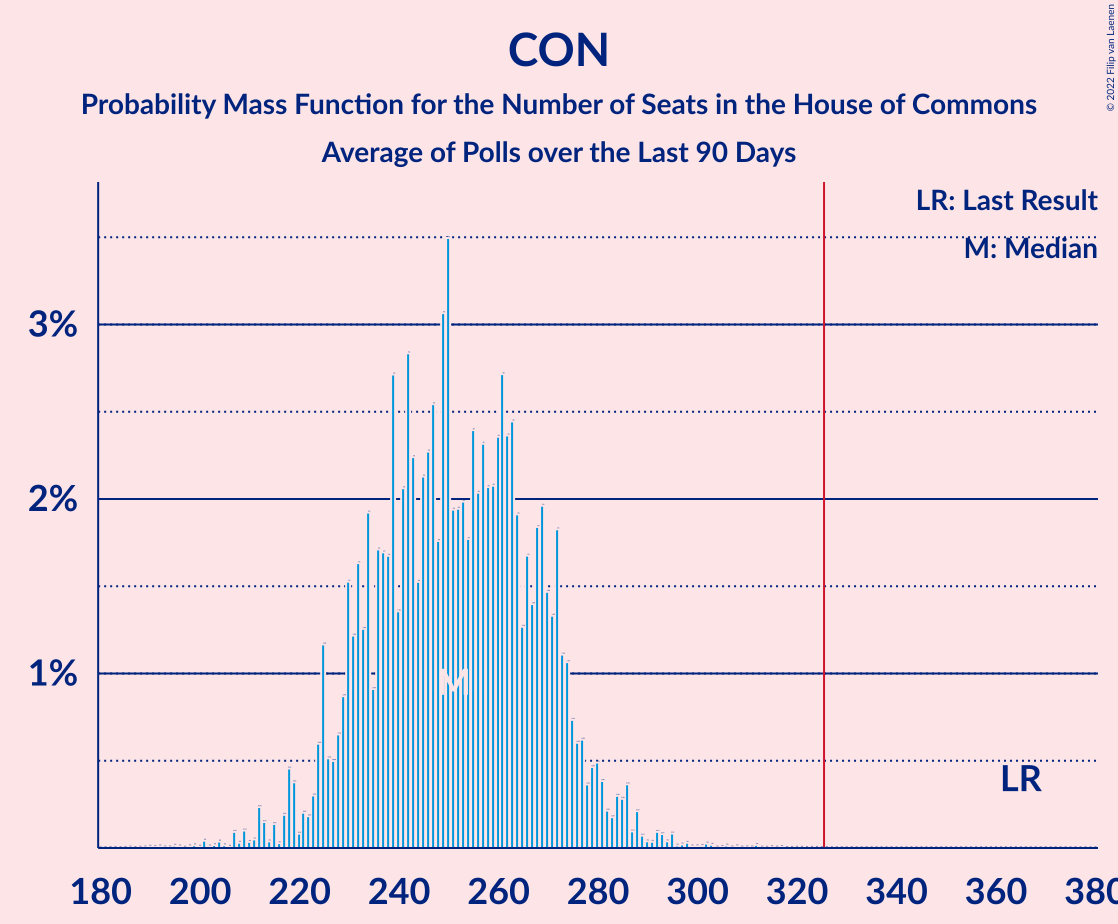 CON
Probability Mass Function for the Number of Seats in the House of Commons
Average of Polls over the Last 90 Days
© 2022 Filip van Laenen
LR: Last Result
M: Median
3%
2%
1%
M
LR
180 200 220 240 260 280 300 320 340 360 380